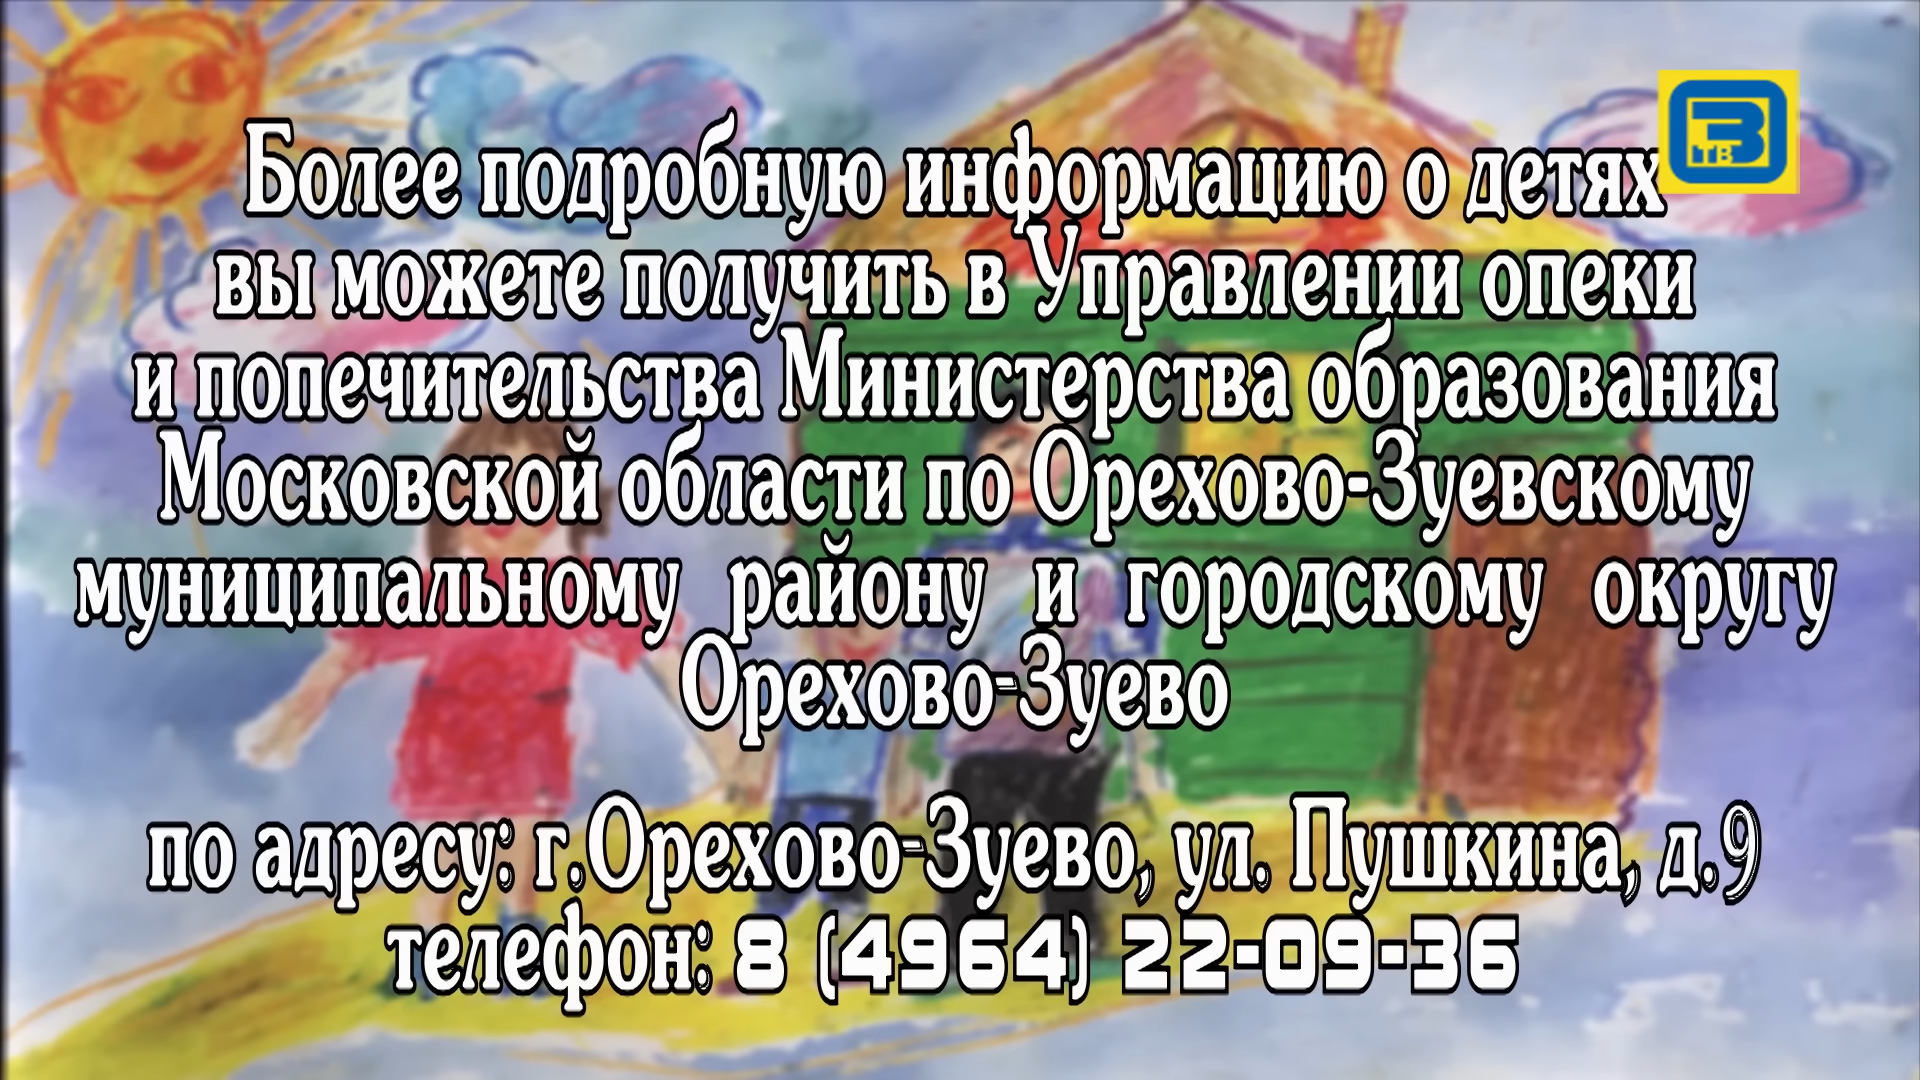 Более подробную информацию о детях
вы можете получить в Управлении опеки
и попечительства Министерства образования
Московской области по Орехово-Зуевскому
муниципальному району и городскому округу
Орехово-Зуево
по адресу: г.Орехово-Зуево, ул. Пушкина, д.9
телефон: 8 (4964) 22-09-36
ТВ